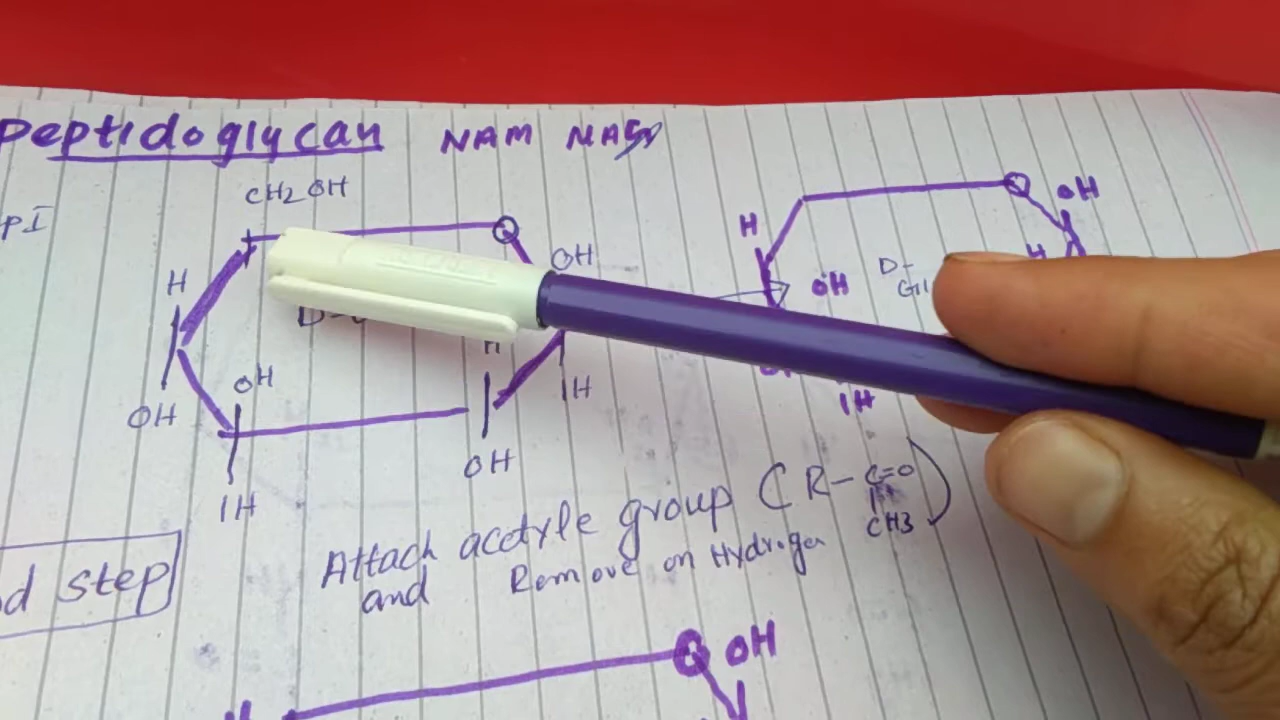 Peptidoglycan NAM NAG
CH2OH
OH
H
OH
H
OH
D-
OH
D-
H
H
OH
H
OH
H
OH
H
Attach acetyle group (R-C=O
CH3)
and Remove on Hydrogen
step
OH